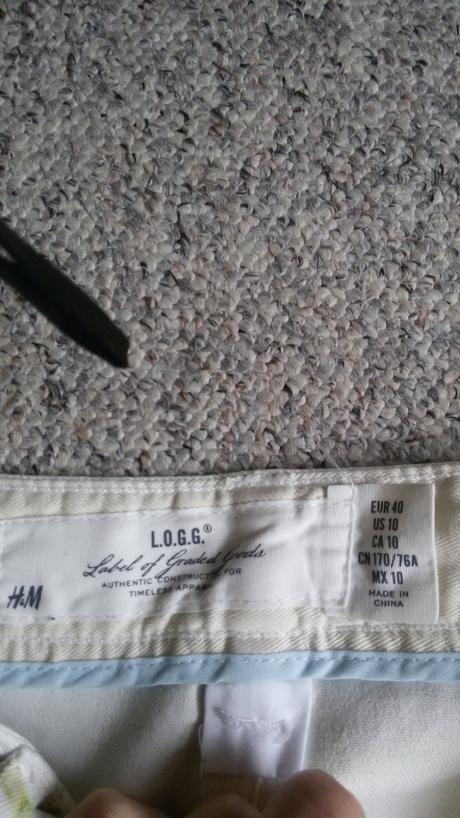 L.O.G.G.®
Label of Graded Goods
AUTHENTIC CONSTRUCTION FOR
TIMELESS APPAREL
H&M
EUR 40
US 10
CA 10
CN 170/76A
MX 10
MADE IN
CHINA